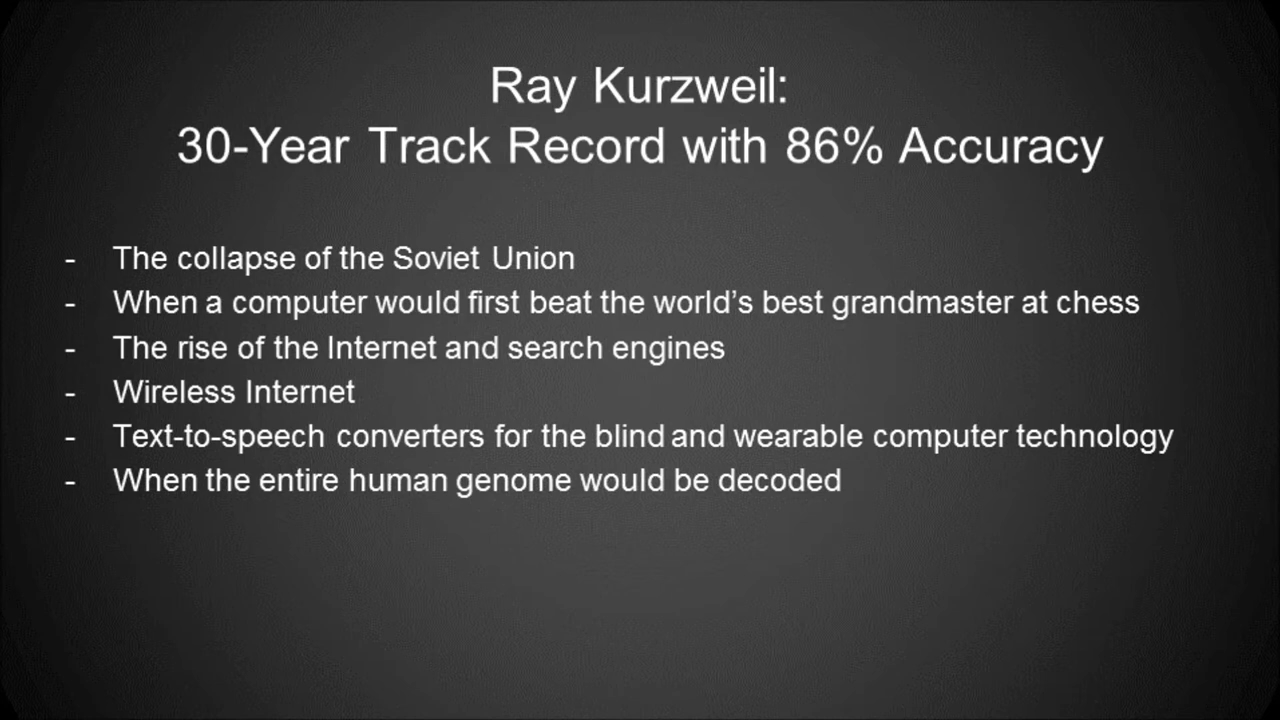 Ray Kurzweil:
30-Year Track Record with 86% Accuracy
- The collapse of the Soviet Union
- When a computer would first beat the world’s best grandmaster at chess
- The rise of the Internet and search engines
- Wireless Internet
- Text-to-speech converters for the blind and wearable computer technology
- When the entire human genome would be decoded